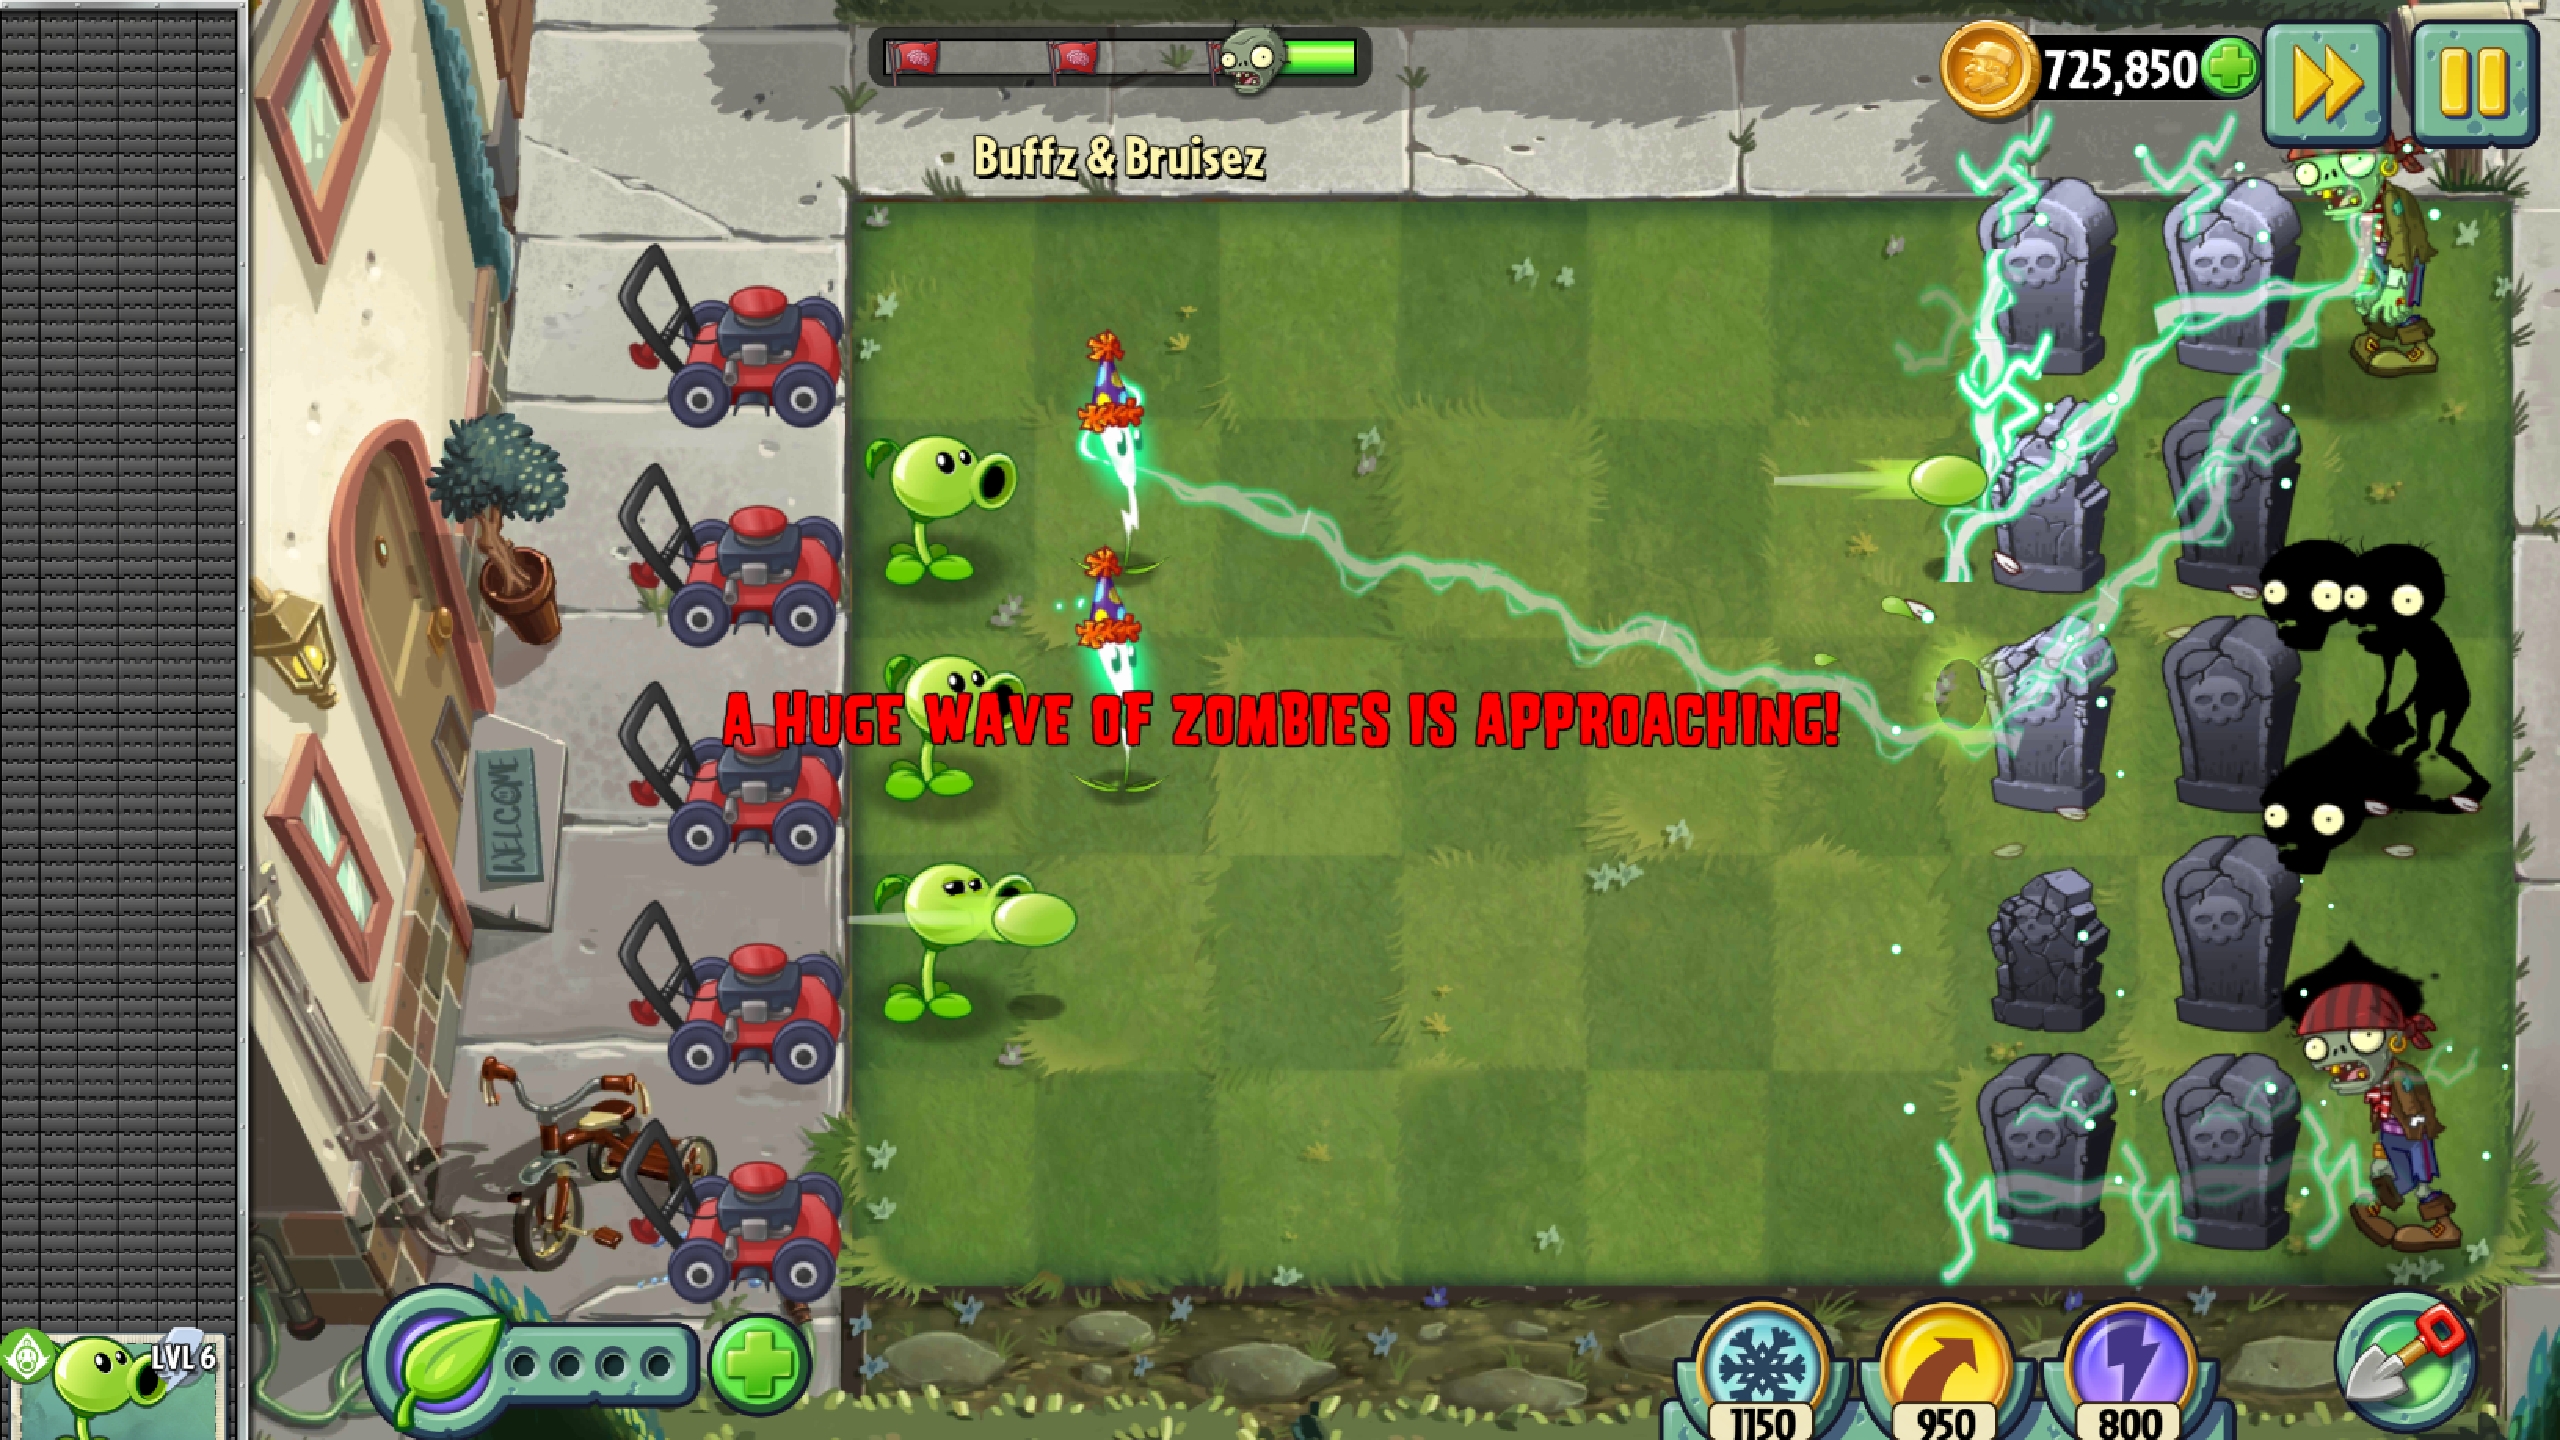 725,850
Buffz & Bruisez
A HUGE WAVE OF ZOMBIES IS APPROACHING!
WELCOME
LVL 6
1150
950
800